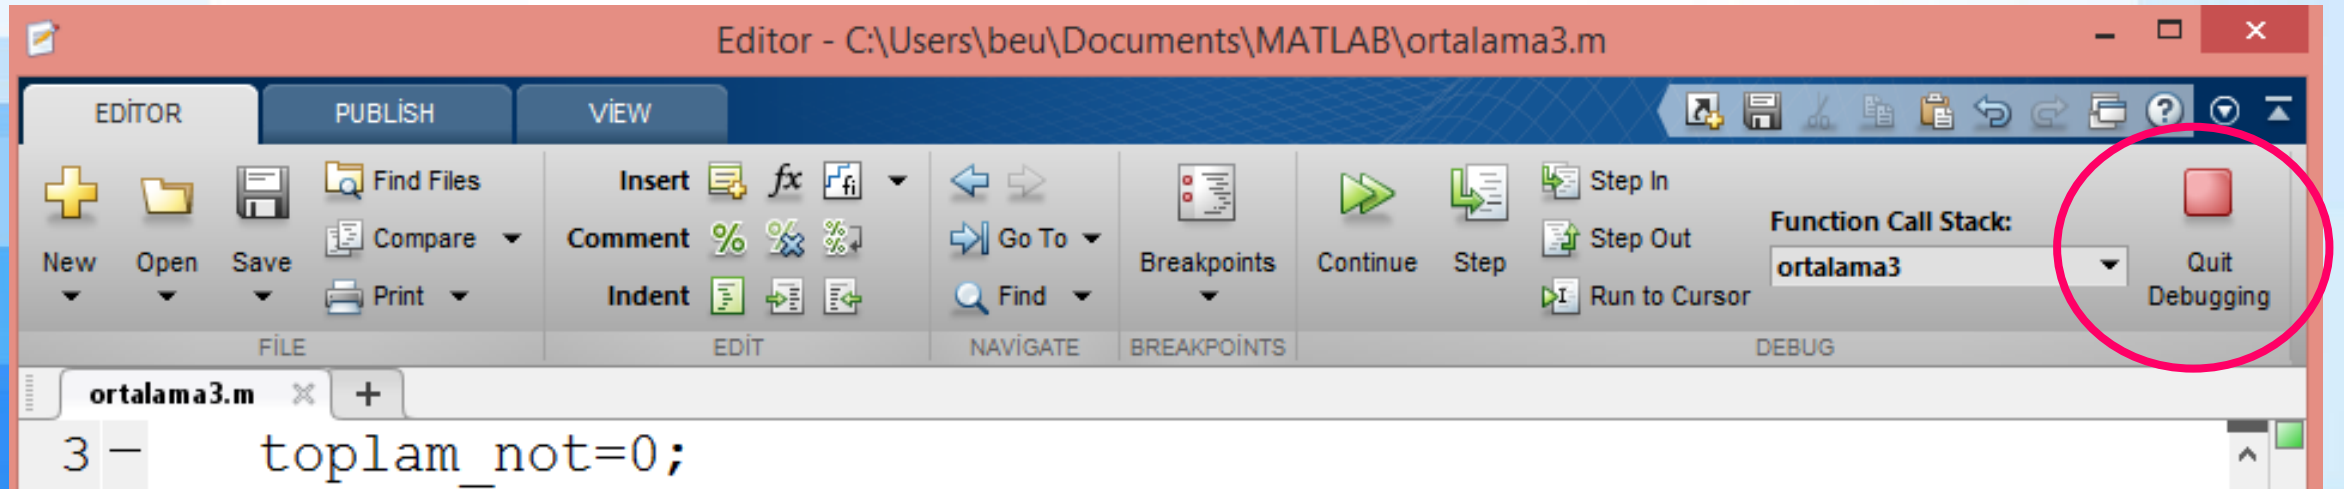 Editor - C:\Users\beu\Documents\MATLAB\ortalama3.m
EDİTOR PUBLİSH VİEW
New
Open
Save
Find Files
Compare
Print
FİLE
Insert fx fi
Comment
Indent
EDİT
Go To
Find
NAVİGATE
Breakpoints
BREAKPOİNTS
Continue
Step
Step In
Step Out
Run to Cursor
Function Call Stack:
ortalama3
Quit
Debugging
DEBUG
ortalama3.m
3 toplam_not=0;